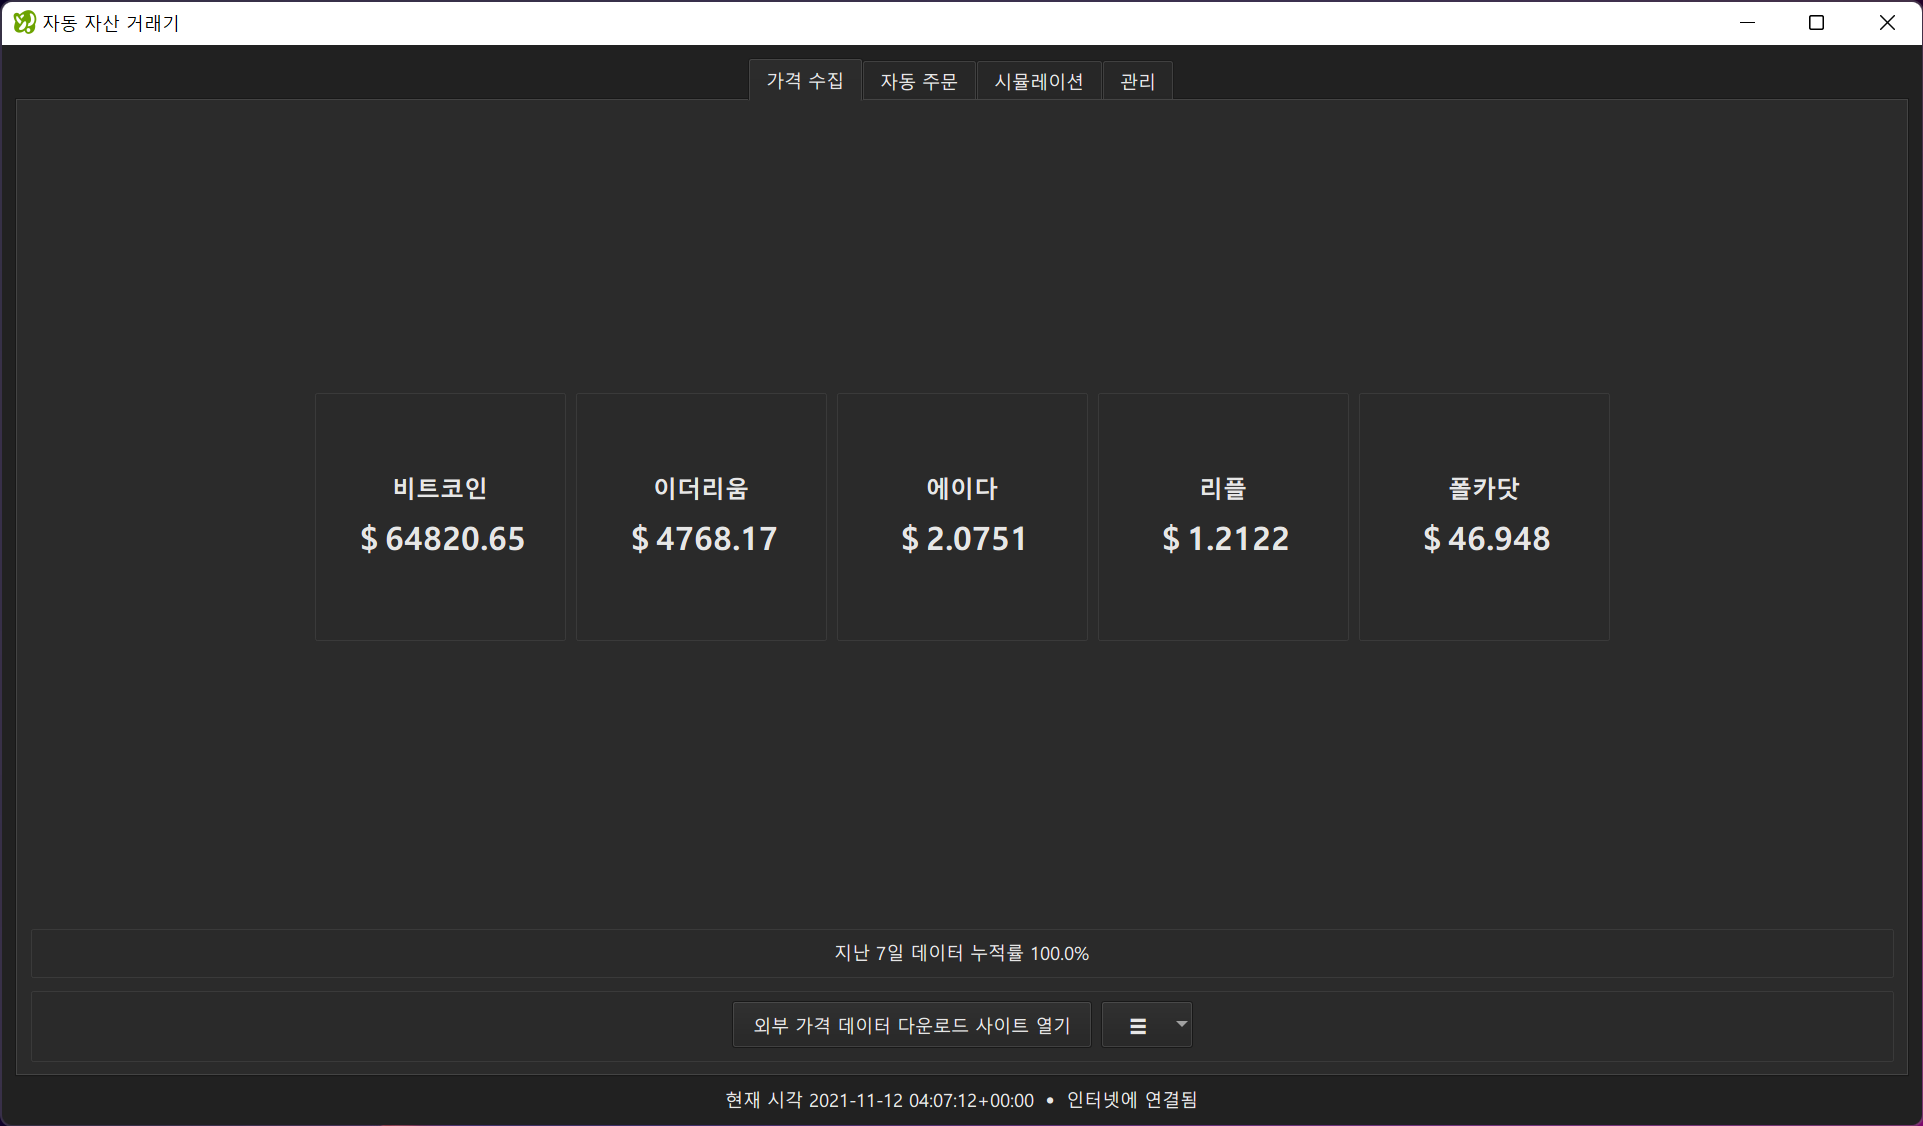 자동 자산 거래기
가격 수집
자동 주문
시뮬레이션
관리
비트코인
$ 64820.65
이더리움
$ 4768.17
에이다
$ 2.0751
리플
$ 1.2122
폴카닷
$ 46.948
지난 7일 데이터 누적률 100.0%
외부 가격 데이터 다운로드 사이트 열기
현재 시각 2021-11-12 04:07:12+00:00 • 인터넷에 연결됨